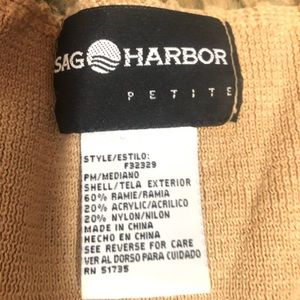 SAG HARBOR
PETITE
STYLE/ESTILO:
F32329
PM/MEDIANO
SHELL/TELA EXTERIOR
60% RAMIE/RAMIA
20% ACRYLIC/ACRILICO
20% NYLON/NILON
MADE IN CHINA
HECHO EN CHINA
SEE REVERSE FOR CARE
VER AL DORSO PARA CUIDADO
RN 51735